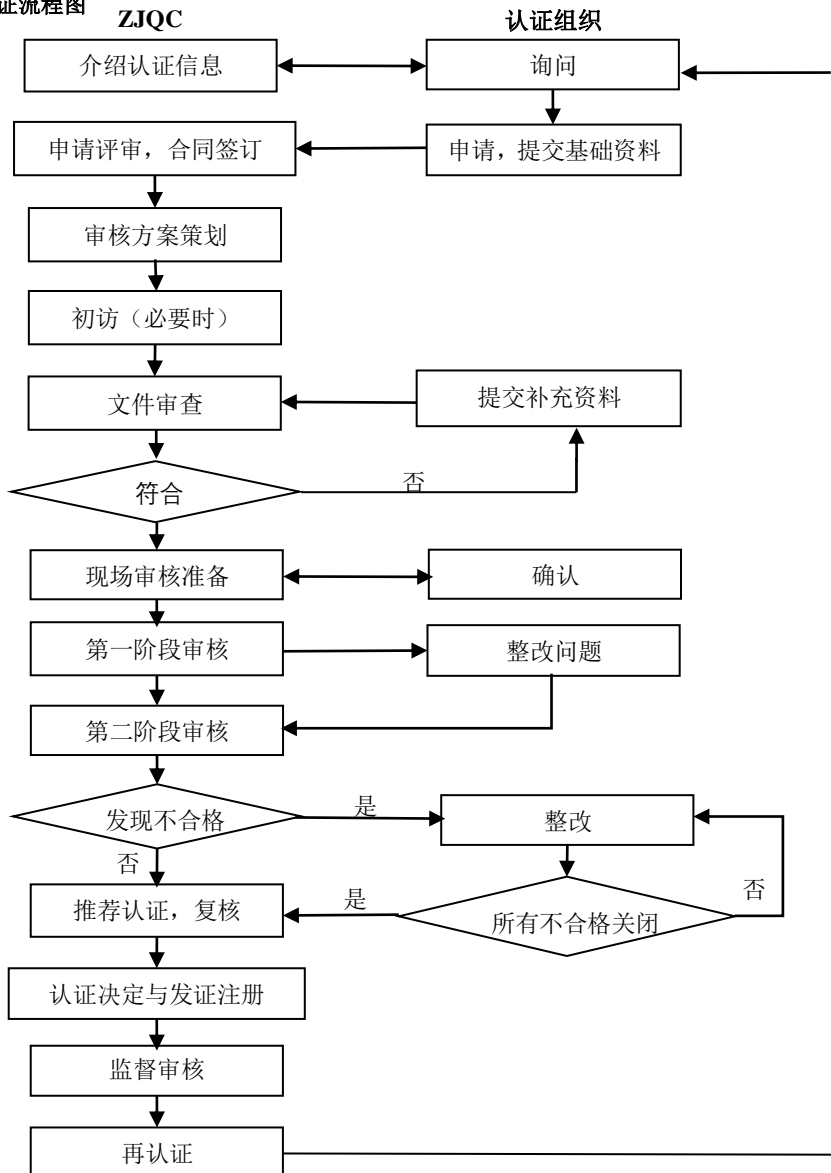 证流程图
ZJQC
认证组织
介绍认证信息
询问
申请评审，合同签订
申请，提交基础资料
审核方案策划
初访（必要时）
文件审查
提交补充资料
符合
否
现场审核准备
确认
第一阶段审核
整改问题
第二阶段审核
发现不合格
是
整改
否
推荐认证，复核
是
所有不合格关闭
否
认证决定与发证注册
监督审核
再认证